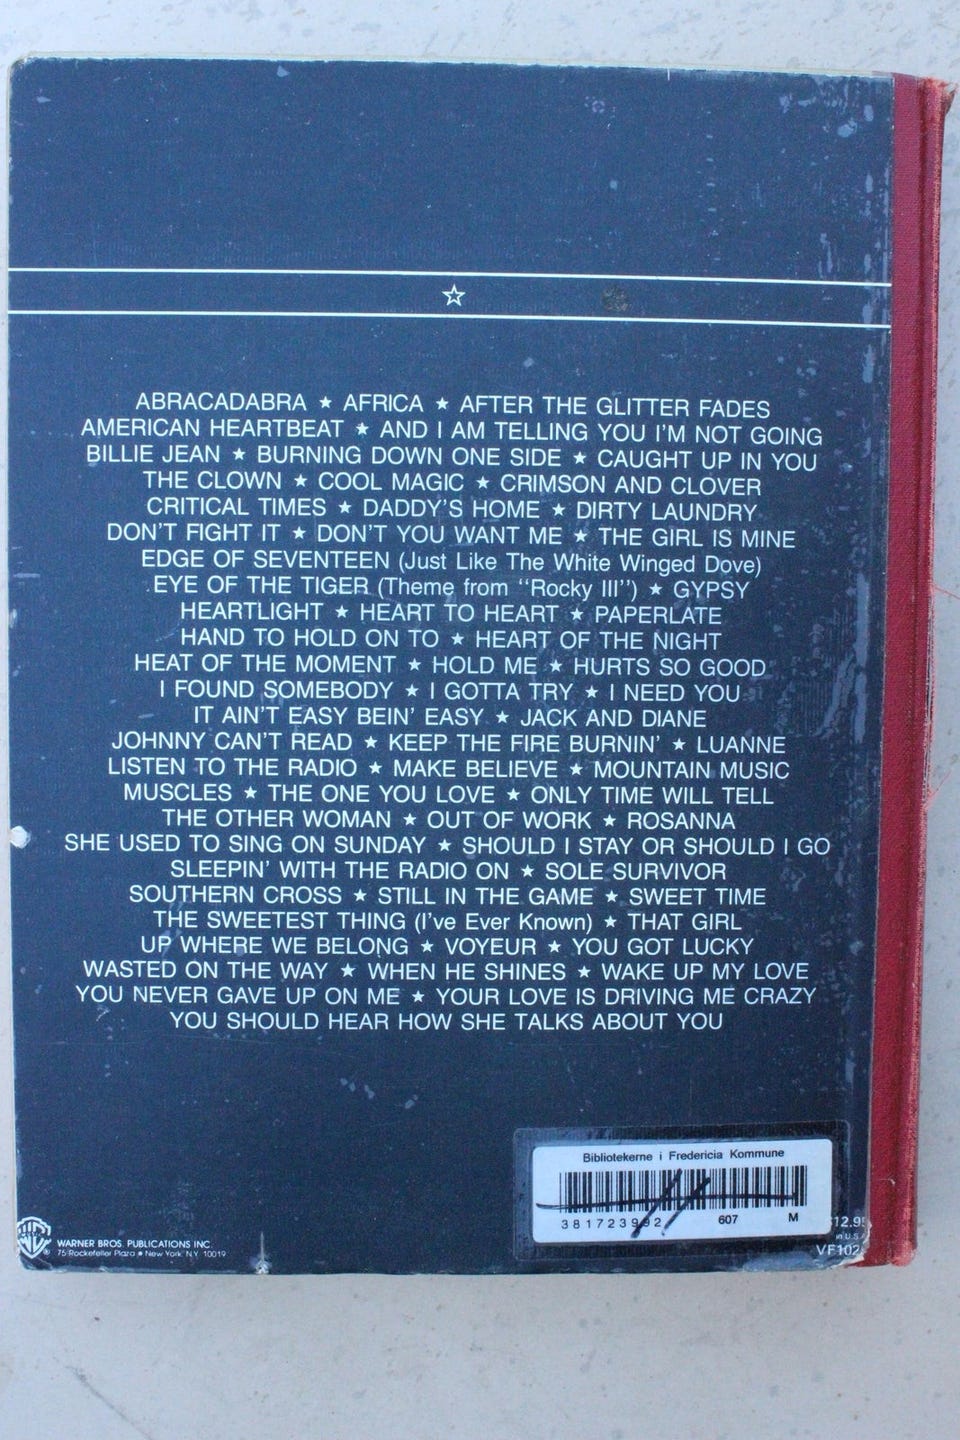 ☆
ABRACADABRA ★ AFRICA ★ AFTER THE GLITTER FADES
AMERICAN HEARTBEAT ★ AND I AM TELLING YOU I'M NOT GOING
BILLIE JEAN ★ BURNING DOWN ONE SIDE ★ CAUGHT UP IN YOU
THE CLOWN ★ COOL MAGIC ★ CRIMSON AND CLOVER
CRITICAL TIMES ★ DADDY'S HOME ★ DIRTY LAUNDRY
DON'T FIGHT IT ★ DON'T YOU WANT ME ★ THE GIRL IS MINE
EDGE OF SEVENTEEN (Just Like The White Winged Dove)
EYE OF THE TIGER (Theme from "Rocky III") ★ GYPSY
HEARTLIGHT ★ HEART TO HEART ★ PAPERLATE
HAND TO HOLD ON TO ★ HEART OF THE NIGHT
HEAT OF THE MOMENT ★ HOLD ME ★ HURTS SO GOOD
I FOUND SOMEBODY ★ I GOTTA TRY ★ I NEED YOU
IT AIN'T EASY BEIN' EASY ★ JACK AND DIANE
JOHNNY CAN'T READ ★ KEEP THE FIRE BURNIN' ★ LUANNE
LISTEN TO THE RADIO ★ MAKE BELIEVE ★ MOUNTAIN MUSIC
MUSCLES ★ THE ONE YOU LOVE ★ ONLY TIME WILL TELL
THE OTHER WOMAN ★ OUT OF WORK ★ ROSANNA
SHE USED TO SING ON SUNDAY ★ SHOULD I STAY OR SHOULD I GO
SLEEPIN' WITH THE RADIO ON ★ SOLE SURVIVOR
SOUTHERN CROSS ★ STILL IN THE GAME ★ SWEET TIME
THE SWEETEST THING (I've Ever Known) ★ THAT GIRL
UP WHERE WE BELONG ★ VOYEUR ★ YOU GOT LUCKY
WASTED ON THE WAY ★ WHEN HE SHINES ★ WAKE UP MY LOVE
YOU NEVER GAVE UP ON ME ★ YOUR LOVE IS DRIVING ME CRAZY
YOU SHOULD HEAR HOW SHE TALKS ABOUT YOU
Bibliotekerne i Fredericia Kommune
607 M
WARNER BROS. PUBLICATIONS INC.
75 Rockefeller Plaza ★ New York N.Y. 10019
12.95
in U.S.A
VF102